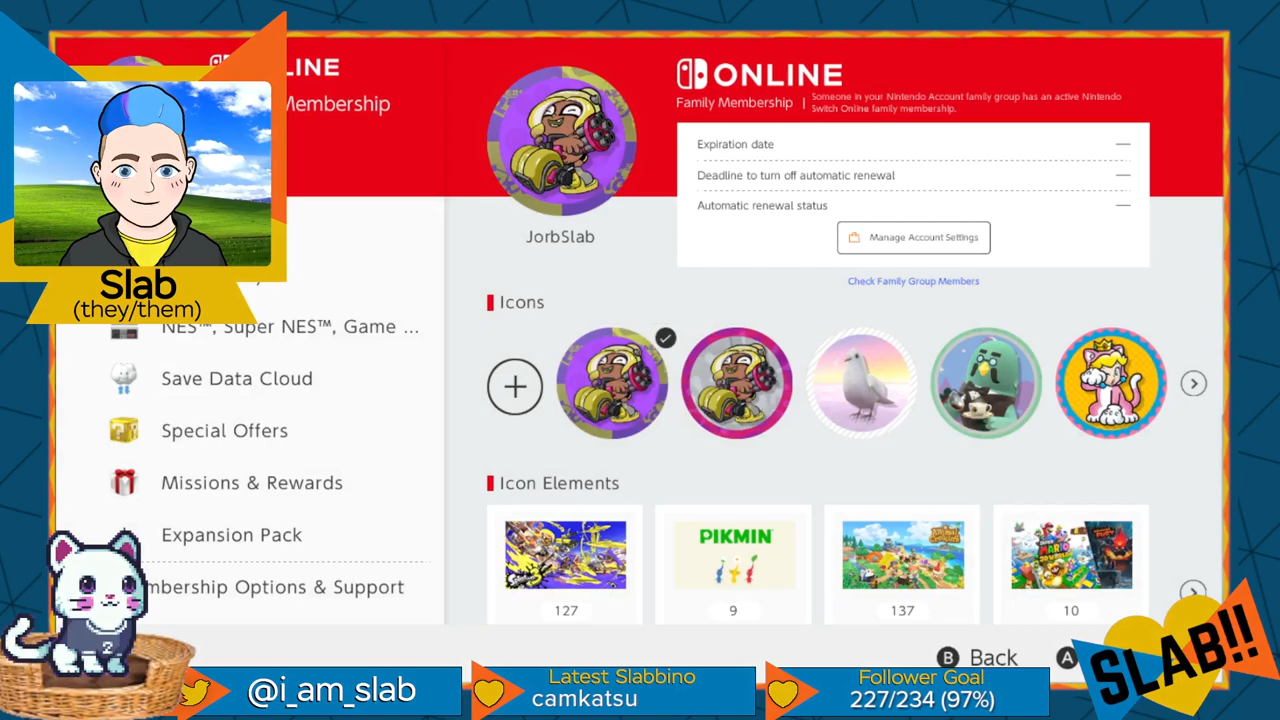 LINE
Membership
Slab
(they/them)
NES™, Super NES™, Game ...
Save Data Cloud
Special Offers
Missions & Rewards
Expansion Pack
mbership Options & Support
JorbSlab
ONLINE
Family Membership | Someone in your Nintendo Account family group has an active Nintendo
Switch Online family membership.
Expiration date —
Deadline to turn off automatic renewal —
Automatic renewal status —
Manage Account Settings
Check Family Group Members
Icons
Icon Elements
PIKMIN
127
9
137
10
B Back
A
SLAB!!
@i_am_slab
Latest Slabbino
camkatsu
Follower Goal
227/234 (97%)